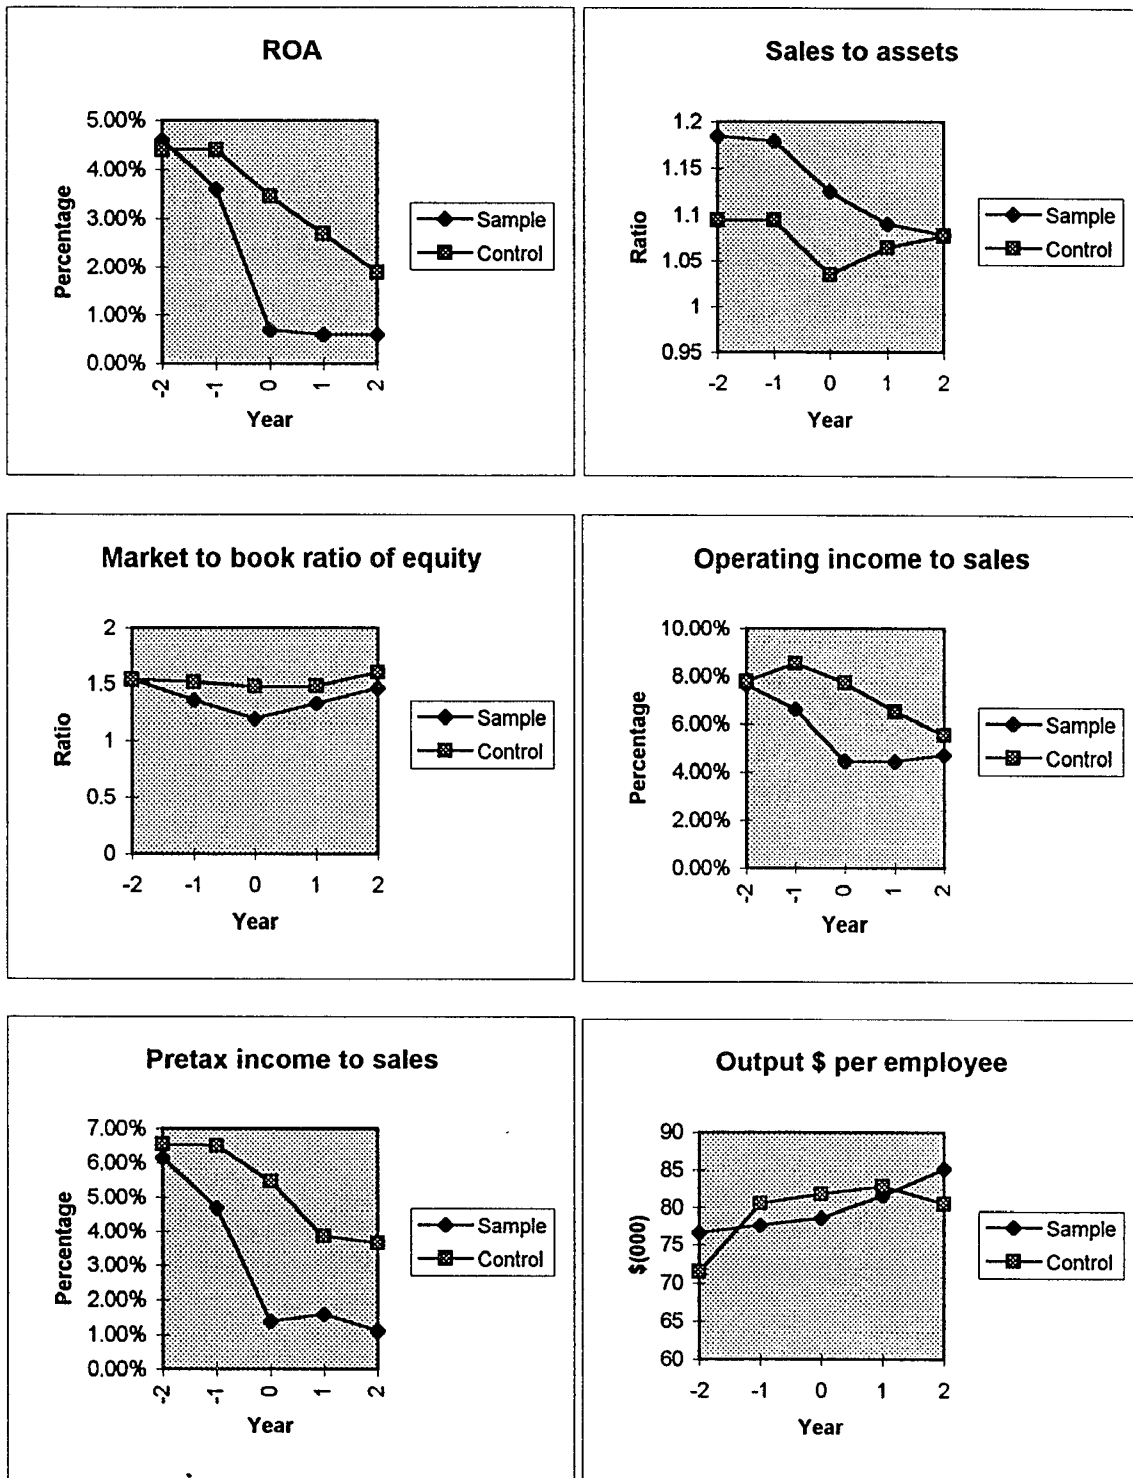 ROA
5.00%
4.00%
3.00%
2.00%
1.00%
0.00%
Percentage
-2 -1 0 1 2
Year
Sample
Control
Sales to assets
1.2
1.15
1.1
1.05
1
0.95
Ratio
-2 -1 0 1 2
Year
Sample
Control
Market to book ratio of equity
2
1.5
1
0.5
0
Ratio
-2 -1 0 1 2
Year
Sample
Control
Operating income to sales
10.00%
8.00%
6.00%
4.00%
2.00%
0.00%
Percentage
-2 -1 0 1 2
Year
Sample
Control
Pretax income to sales
7.00%
6.00%
5.00%
4.00%
3.00%
2.00%
1.00%
0.00%
Percentage
-2 -1 0 1 2
Year
Sample
Control
Output $ per employee
90
85
80
75
70
65
60
$(000)
-2 -1 0 1 2
Year
Sample
Control